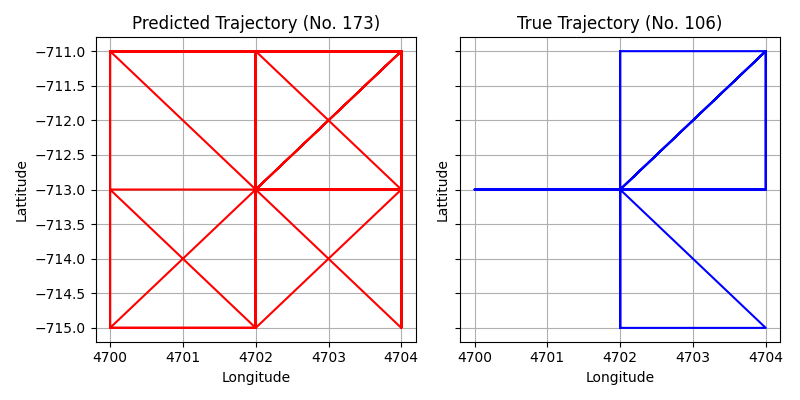 Predicted Trajectory (No. 173)
True Trajectory (No. 106)
Lattitude
−711.0
−711.5
−712.0
−712.5
−713.0
−713.5
−714.0
−714.5
−715.0
4700 4701 4702 4703 4704
Longitude
Lattitude
4700 4701 4702 4703 4704
Longitude